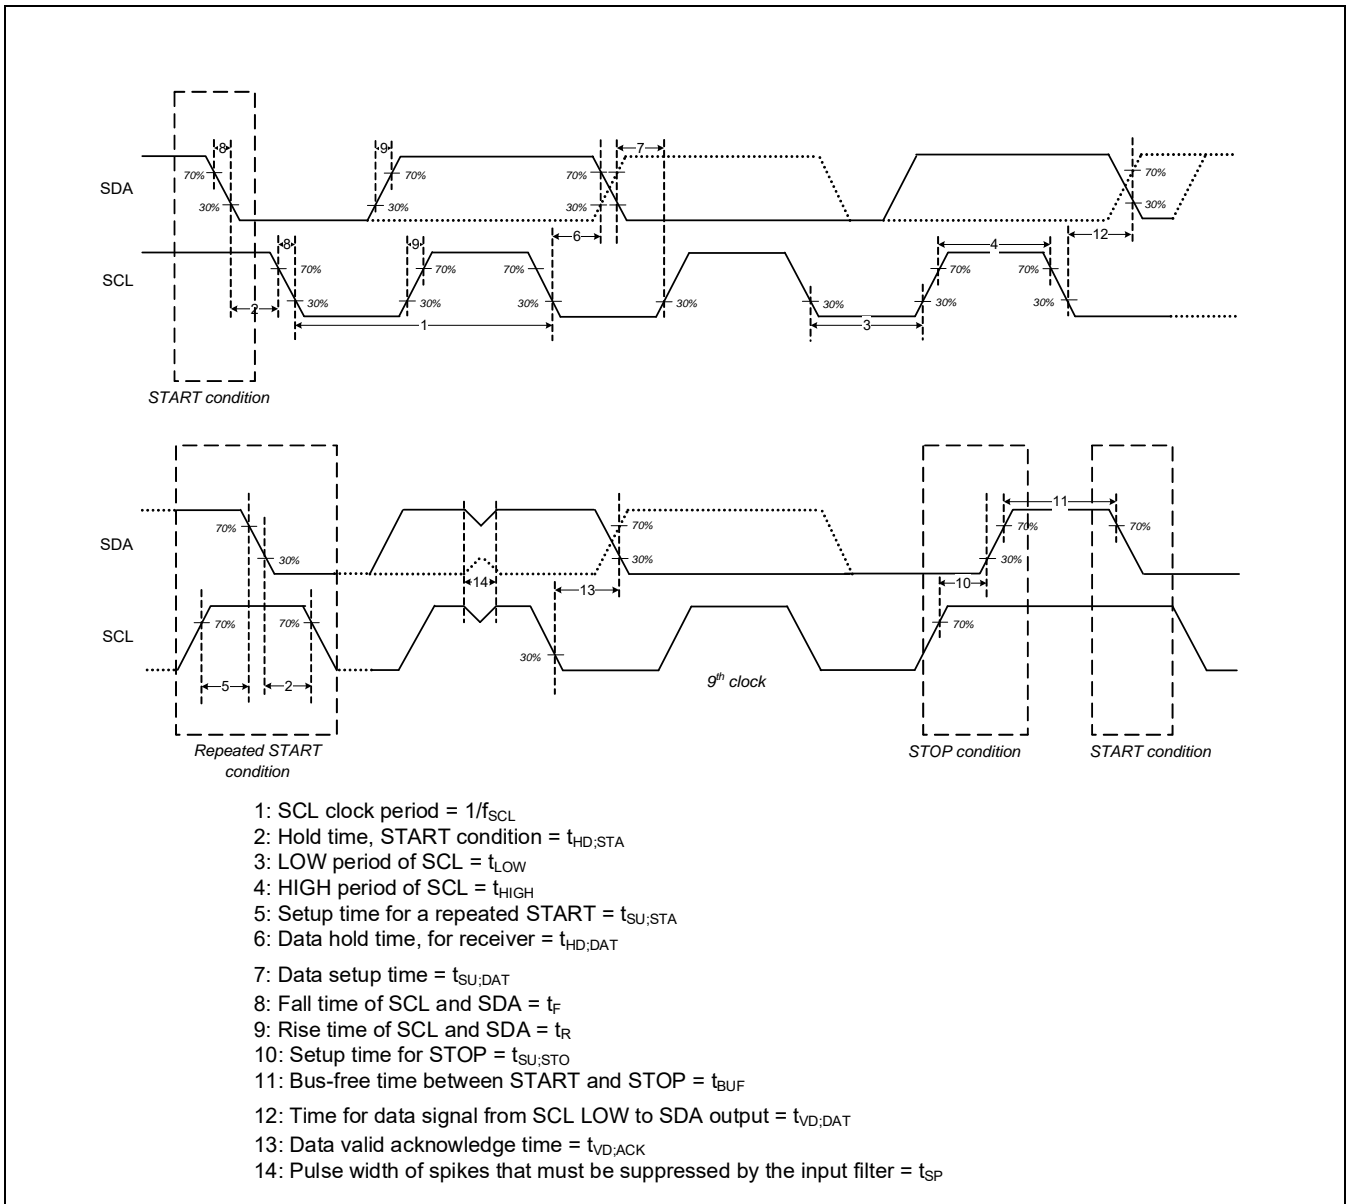 8 9 7
70% 70% 70% 70%
SDA
30% 30% 30% 30%
6 12
8 9 4
70% 70% 70% 70% 70%
SCL
30% 30% 30% 30% 30% 30% 30%
2
1 3
START condition
11
70% 70% 70% 70%
SDA
30% 30% 30%
14 13 10
70% 70% 70%
SCL
30%
5 2
9th clock
Repeated START
condition
STOP condition START condition
1: SCL clock period = 1/fSCL
2: Hold time, START condition = tHD;STA
3: LOW period of SCL = tLOW
4: HIGH period of SCL = tHIGH
5: Setup time for a repeated START = tSU;STA
6: Data hold time, for receiver = tHD;DAT
7: Data setup time = tSU;DAT
8: Fall time of SCL and SDA = tF
9: Rise time of SCL and SDA = tR
10: Setup time for STOP = tSU;STO
11: Bus-free time between START and STOP = tBUF
12: Time for data signal from SCL LOW to SDA output = tVD;DAT
13: Data valid acknowledge time = tVD;ACK
14: Pulse width of spikes that must be suppressed by the input filter = tSP